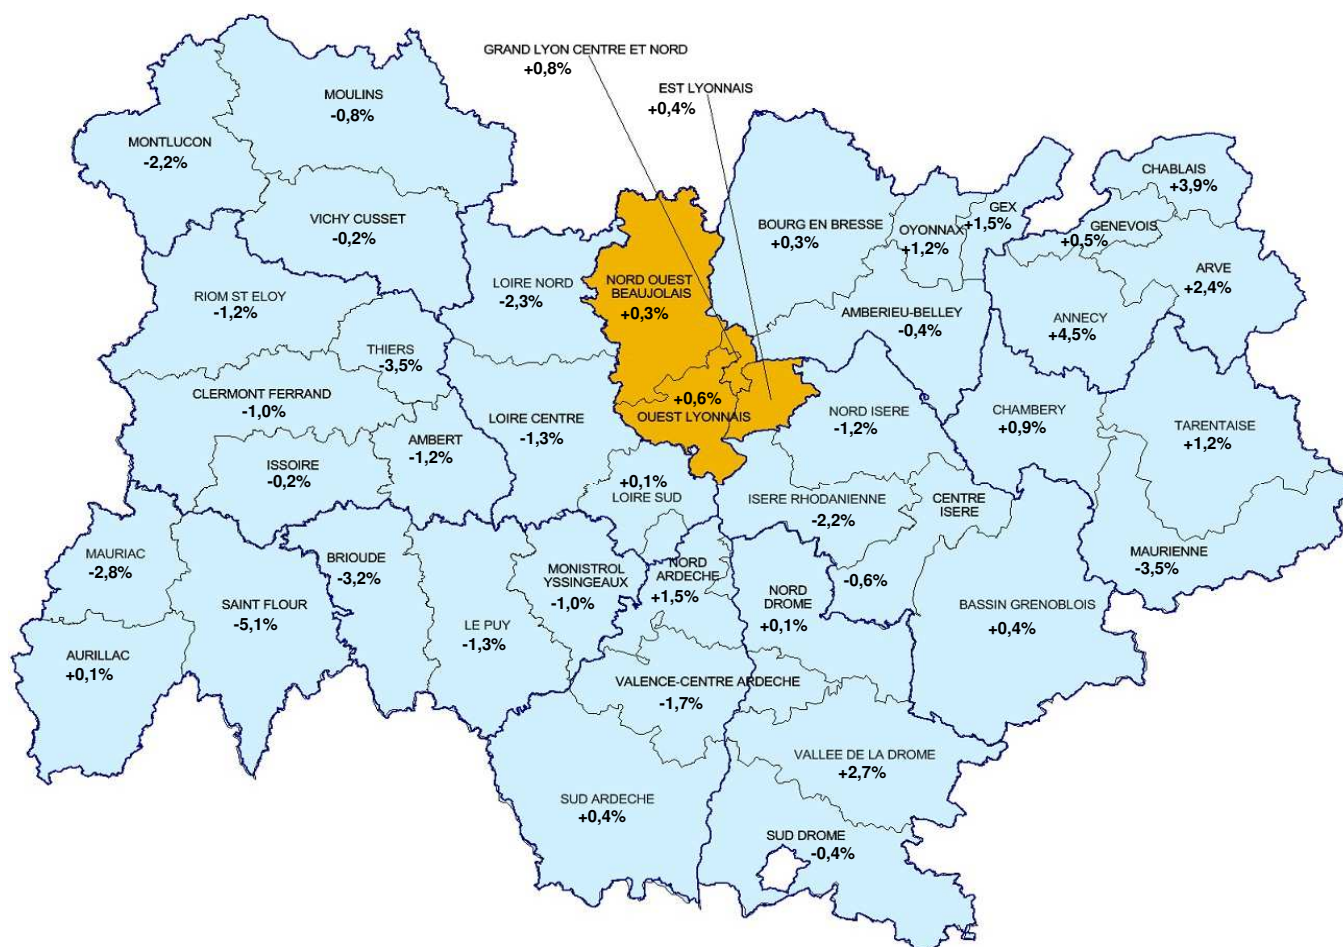 GRAND LYON CENTRE ET NORD
+0,8%
EST LYONNAIS
+0,4%
MOULINS
-0,8%
MONTLUCON
-2,2%
CHABLAIS
+3,9%
VICHY CUSSET
-0,2%
BOURG EN BRESSE
+0,3%
OYONNAX
+1,2%
GEX
+1,5%
GENEVOIS
+0,5%
ARVE
+2,4%
LOIRE NORD
-2,3%
NORD OUEST
BEAUJOLAIS
+0,3%
RIOM ST ELOY
-1,2%
AMBERIEU-BELLEY
-0,4%
ANNECY
+4,5%
THIERS
-3,5%
CLERMONT FERRAND
-1,0%
+0,6%
OUEST LYONNAIS
LOIRE CENTRE
-1,3%
NORD ISERE
-1,2%
CHAMBERY
+0,9%
TARENTAISE
+1,2%
AMBERT
-1,2%
ISSOIRE
-0,2%
+0,1%
LOIRE SUD
ISERE RHODANIENNE
-2,2%
CENTRE
ISERE
-0,6%
MAURIAC
-2,8%
BRIOUDE
-3,2%
MONISTROL
YSSINGEAUX
-1,0%
NORD
ARDECHE
+1,5%
MAURIENNE
-3,5%
SAINT FLOUR
-5,1%
LE PUY
-1,3%
NORD
DROME
+0,1%
BASSIN GRENOBLOIS
+0,4%
AURILLAC
+0,1%
VALENCE-CENTRE ARDECHE
-1,7%
VALLEE DE LA DROME
+2,7%
SUD ARDECHE
+0,4%
SUD DROME
-0,4%